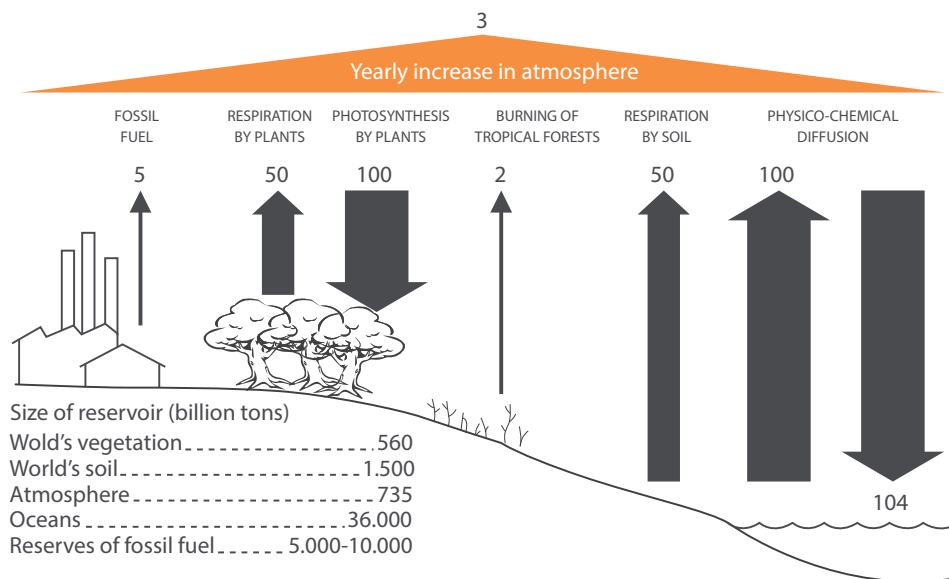 3
Yearly increase in atmosphere
FOSSIL
FUEL
5
RESPIRATION
BY PLANTS
50
PHOTOSYNTHESIS
BY PLANTS
100
BURNING OF
TROPICAL FORESTS
2
RESPIRATION
BY SOIL
50
PHYSICO-CHEMICAL
DIFFUSION
100
104
Size of reservoir (billion tons)
Wold's vegetation 560
World's soil 1.500
Atmosphere 735
Oceans 36.000
Reserves of fossil fuel 5.000-10.000